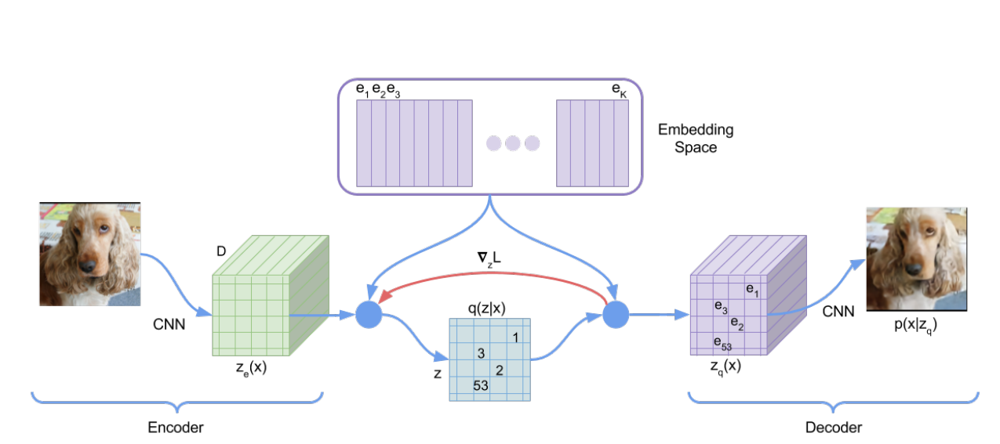 e1 e2 e3
eK
Embedding
Space
D
∇zL
CNN
q(z|x)
1
3
2
53
z
ze(x)
e1
e3
e2
e53
zq(x)
CNN
p(x|zq)
Encoder
Decoder